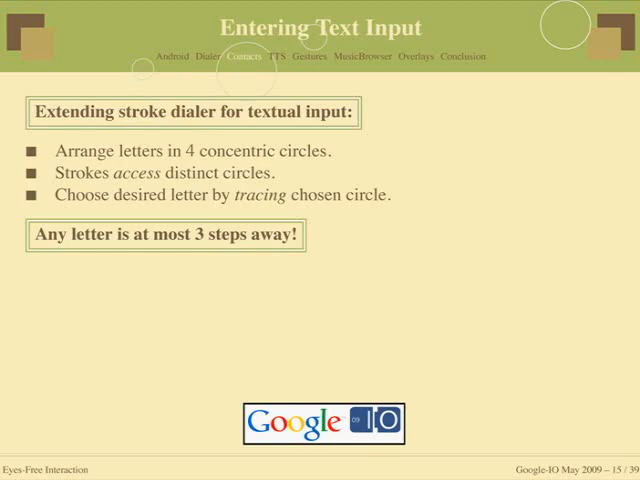 Entering Text Input
Android Dialer Contacts TTS Gestures MusicBrowser Overlays Conclusion
Extending stroke dialer for textual input:
Arrange letters in 4 concentric circles.
Strokes access distinct circles.
Choose desired letter by tracing chosen circle.
Any letter is at most 3 steps away!
Google 09 IO
Eyes-Free Interaction
Google-IO May 2009 – 15 / 39